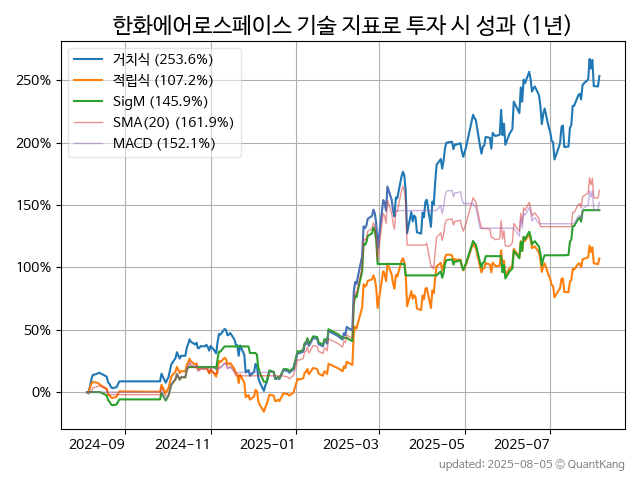 한화에어로스페이스 기술 지표로 투자 시 성과 (1년)
거치식 (253.6%)
적립식 (107.2%)
SigM (145.9%)
SMA(20) (161.9%)
MACD (152.1%)
250%
200%
150%
100%
50%
0%
2024-09 2024-11 2025-01 2025-03 2025-05 2025-07
updated: 2025-08-05 © QuantKang